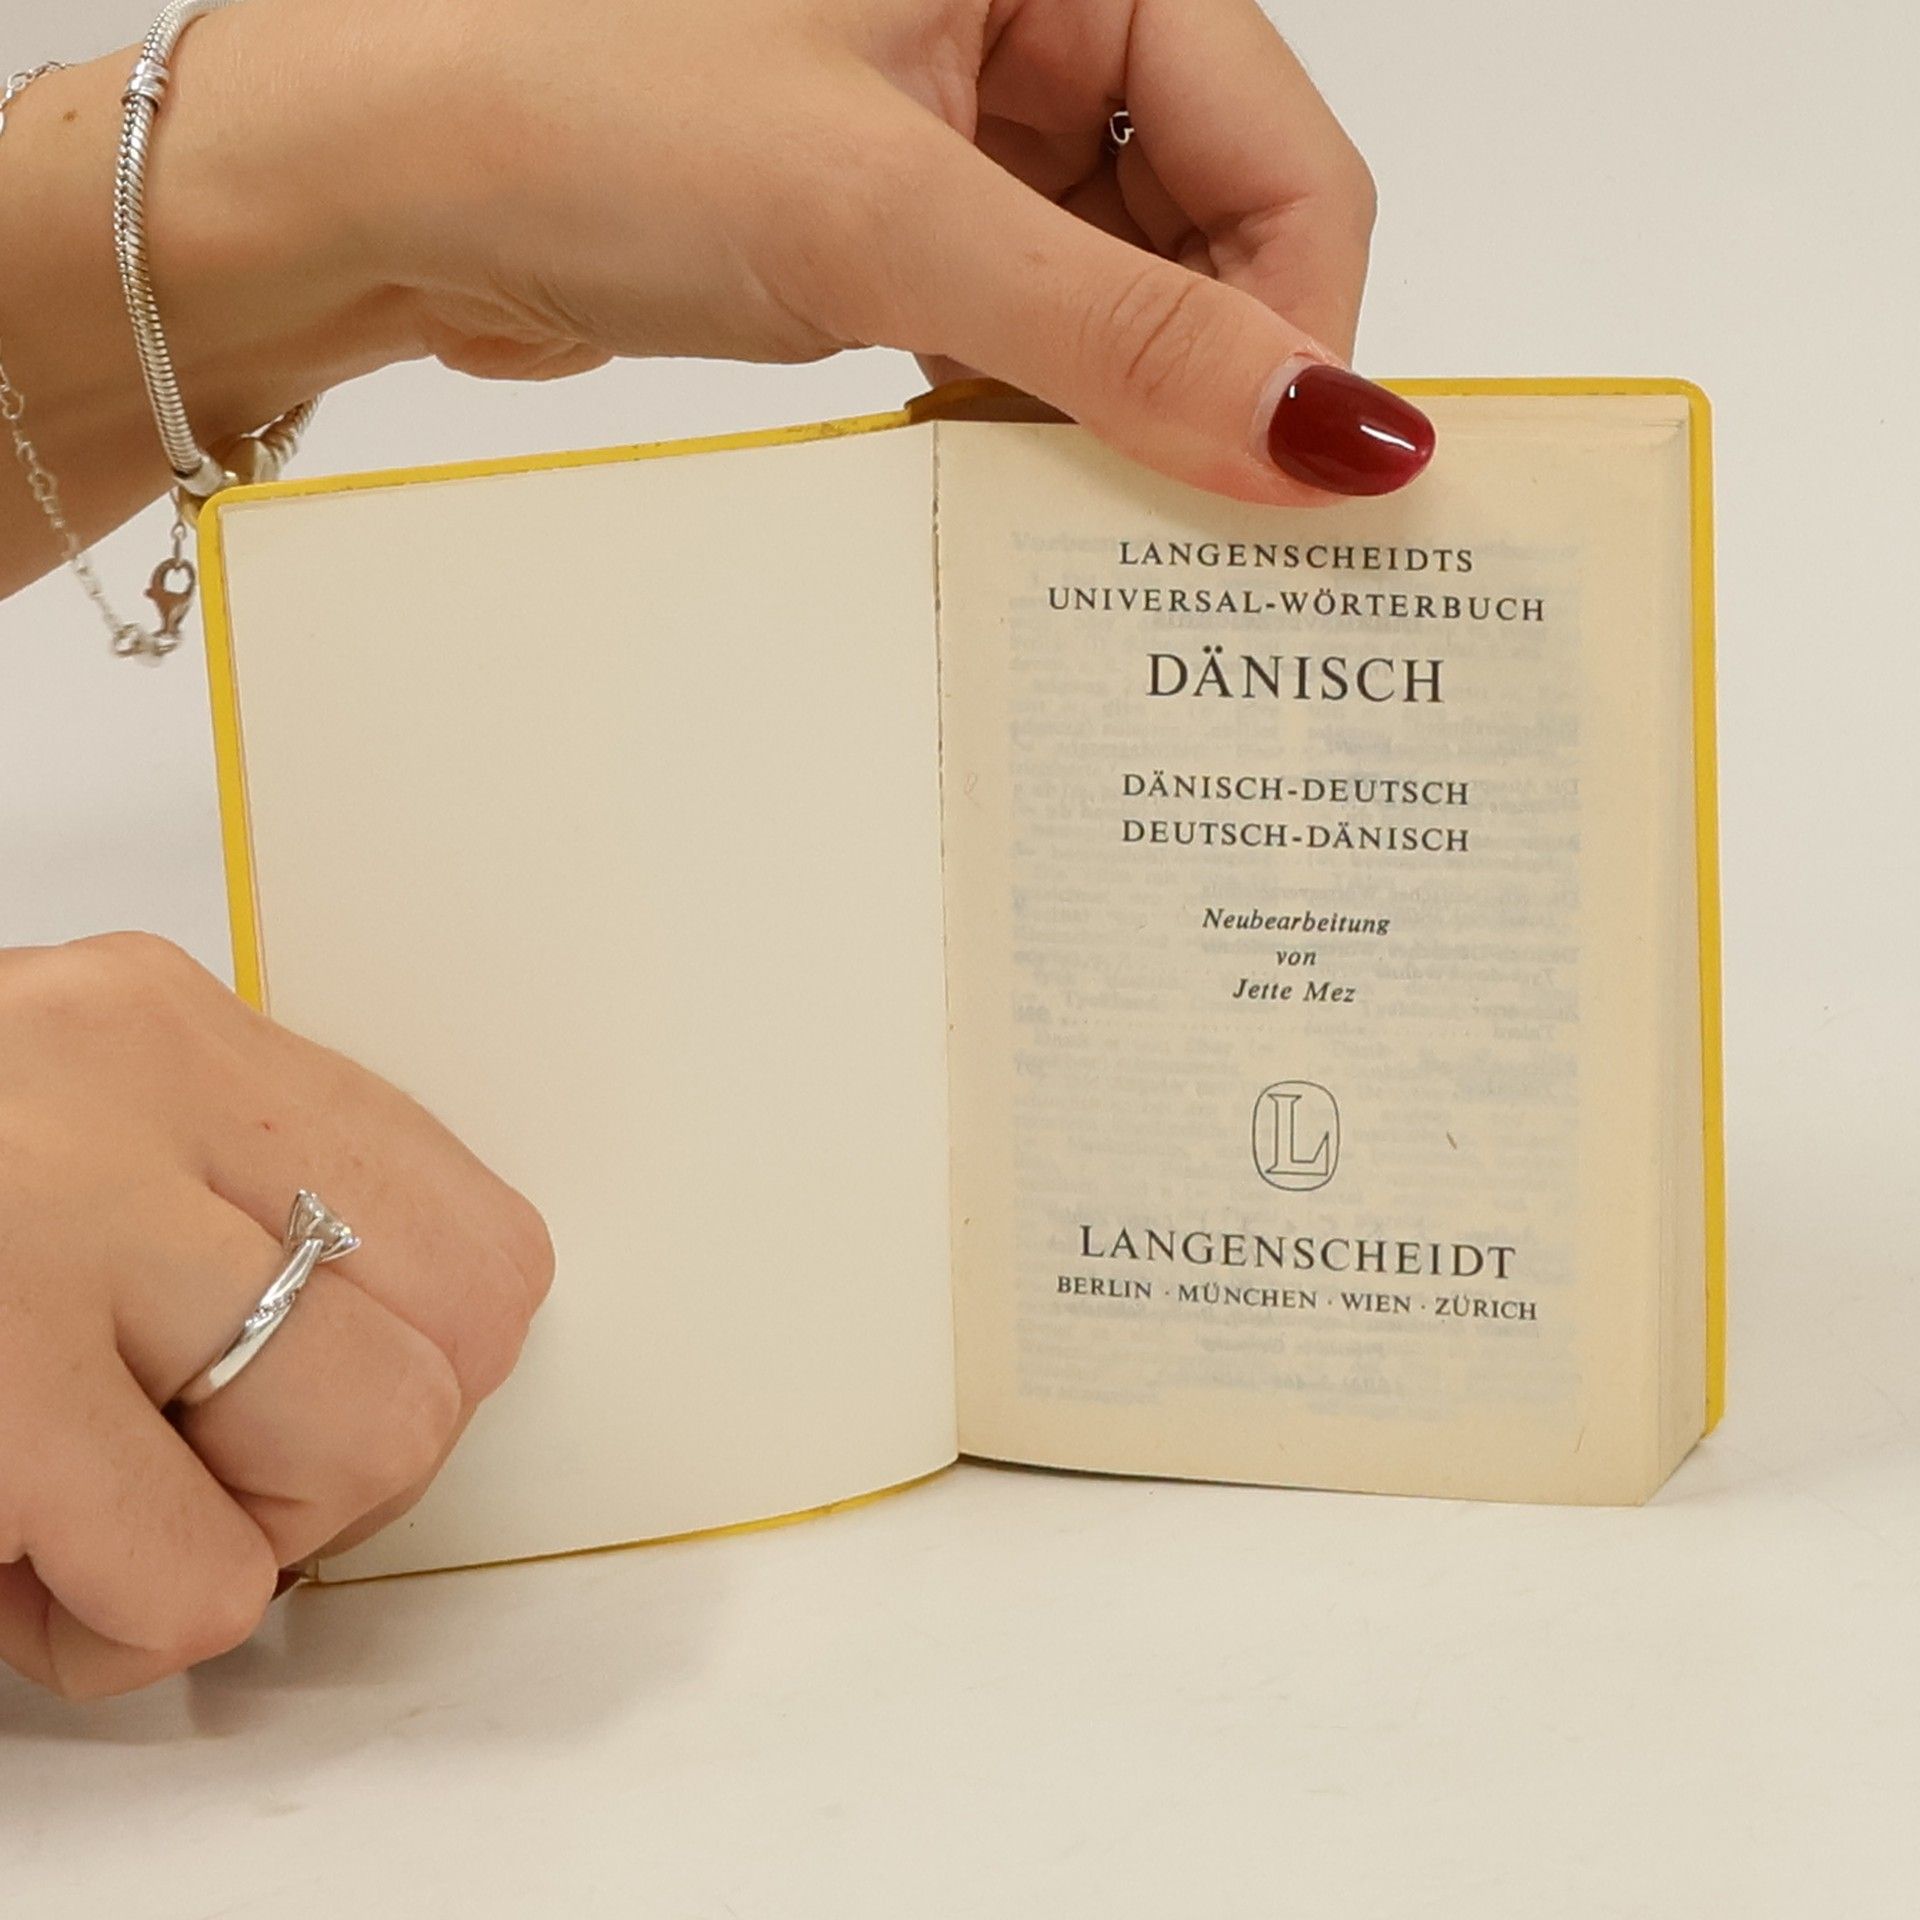 LANGENSCHEIDTS
UNIVERSAL-WÖRTERBUCH
DÄNISCH
DÄNISCH-DEUTSCH
DEUTSCH-DÄNISCH
Neubearbeitung
von
Jette Mez
L
LANGENSCHEIDT
BERLIN · MÜNCHEN · WIEN · ZÜRICH